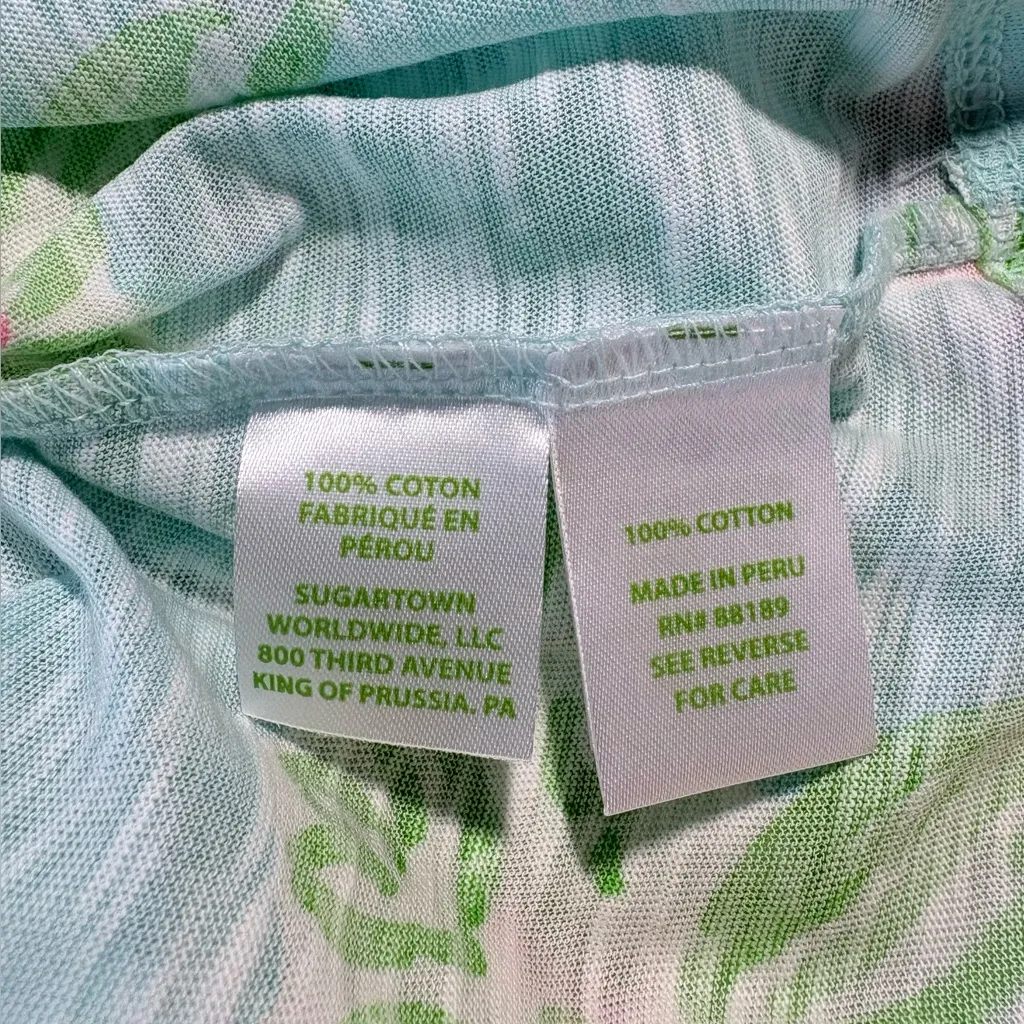 100% COTON
FABRIQUÉ EN
PÉROU
SUGARTOWN
WORLDWIDE, LLC
800 THIRD AVENUE
KING OF PRUSSIA, PA
100% COTTON
MADE IN PERU
RN# 88189
SEE REVERSE
FOR CARE